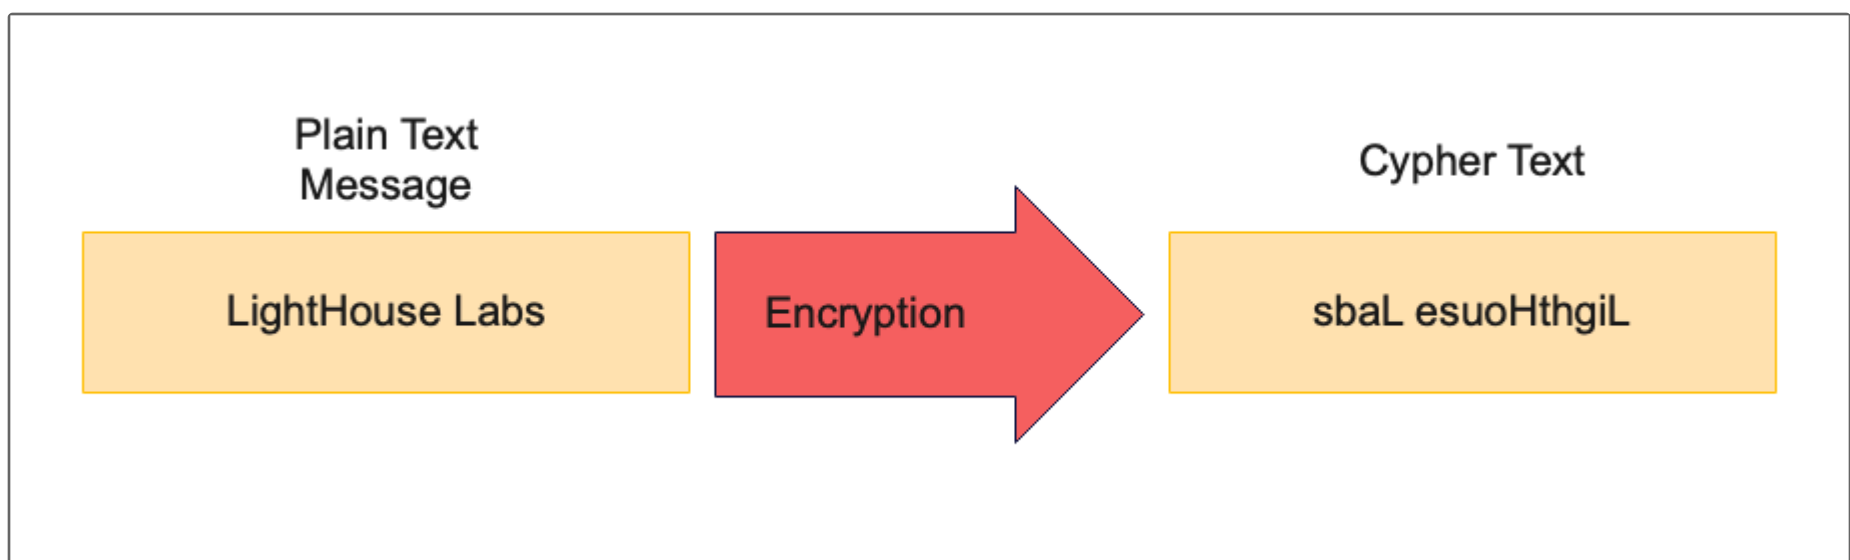 Plain Text
Message
LightHouse Labs
Encryption
Cypher Text
sbaL esuoHthgiL